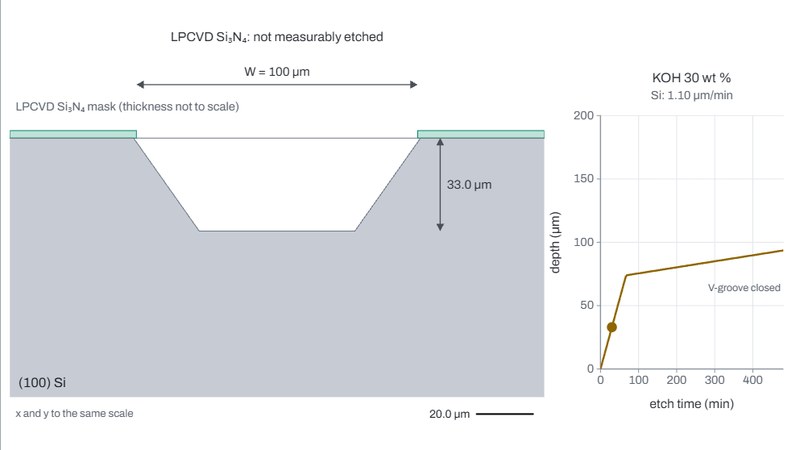 LPCVD Si₃N₄: not measurably etched
W = 100 µm
LPCVD Si₃N₄ mask (thickness not to scale)
33.0 µm
(100) Si
x and y to the same scale
20.0 µm
KOH 30 wt %
Si: 1.10 µm/min
200
150
100
50
0
depth (µm)
V-groove closed
0 100 200 300 400
etch time (min)